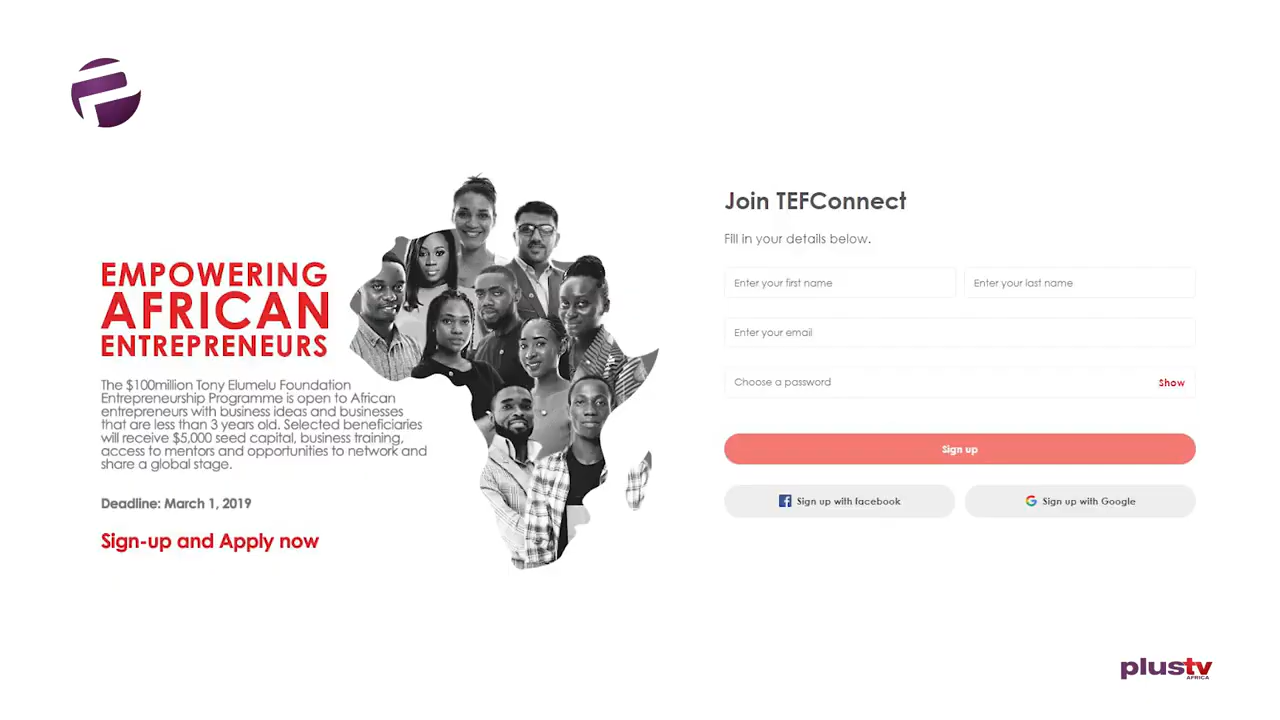 EMPOWERING
AFRICAN
ENTREPRENEURS
The $100million Tony Elumelu Foundation
Entrepreneurship Programme is open to African
entrepreneurs with business ideas and businesses
that are less than 3 years old. Selected beneficiaries
will receive $5,000 seed capital, business training,
access to mentors and opportunities to network and
share a global stage.
Deadline: March 1, 2019
Sign-up and Apply now
Join TEFConnect
Fill in your details below.
Enter your first name
Enter your last name
Enter your email
Choose a password
Show
Sign up
Sign up with facebook
Sign up with Google
plustv
AFRICA